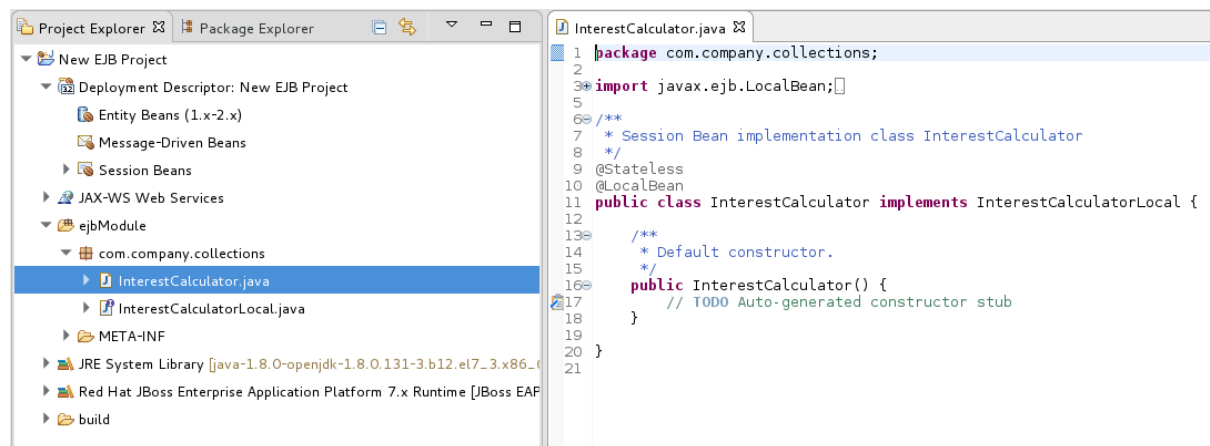 Project Explorer
Package Explorer
New EJB Project
Deployment Descriptor: New EJB Project
Entity Beans (1.x-2.x)
Message-Driven Beans
Session Beans
JAX-WS Web Services
ejbModule
com.company.collections
InterestCalculator.java
InterestCalculatorLocal.java
META-INF
JRE System Library [java-1.8.0-openjdk-1.8.0.131-3.b12.el7_3.x86_6
Red Hat JBoss Enterprise Application Platform 7.x Runtime [JBoss EAP
build
InterestCalculator.java
1 package com.company.collections;
2
3 import javax.ejb.LocalBean;
5
6 /**
7  * Session Bean implementation class InterestCalculator
8  */
9 @Stateless
10 @LocalBean
11 public class InterestCalculator implements InterestCalculatorLocal {
12
13     /**
14      * Default constructor.
15      */
16     public InterestCalculator() {
17         // TODO Auto-generated constructor stub
18     }
19
20 }
21